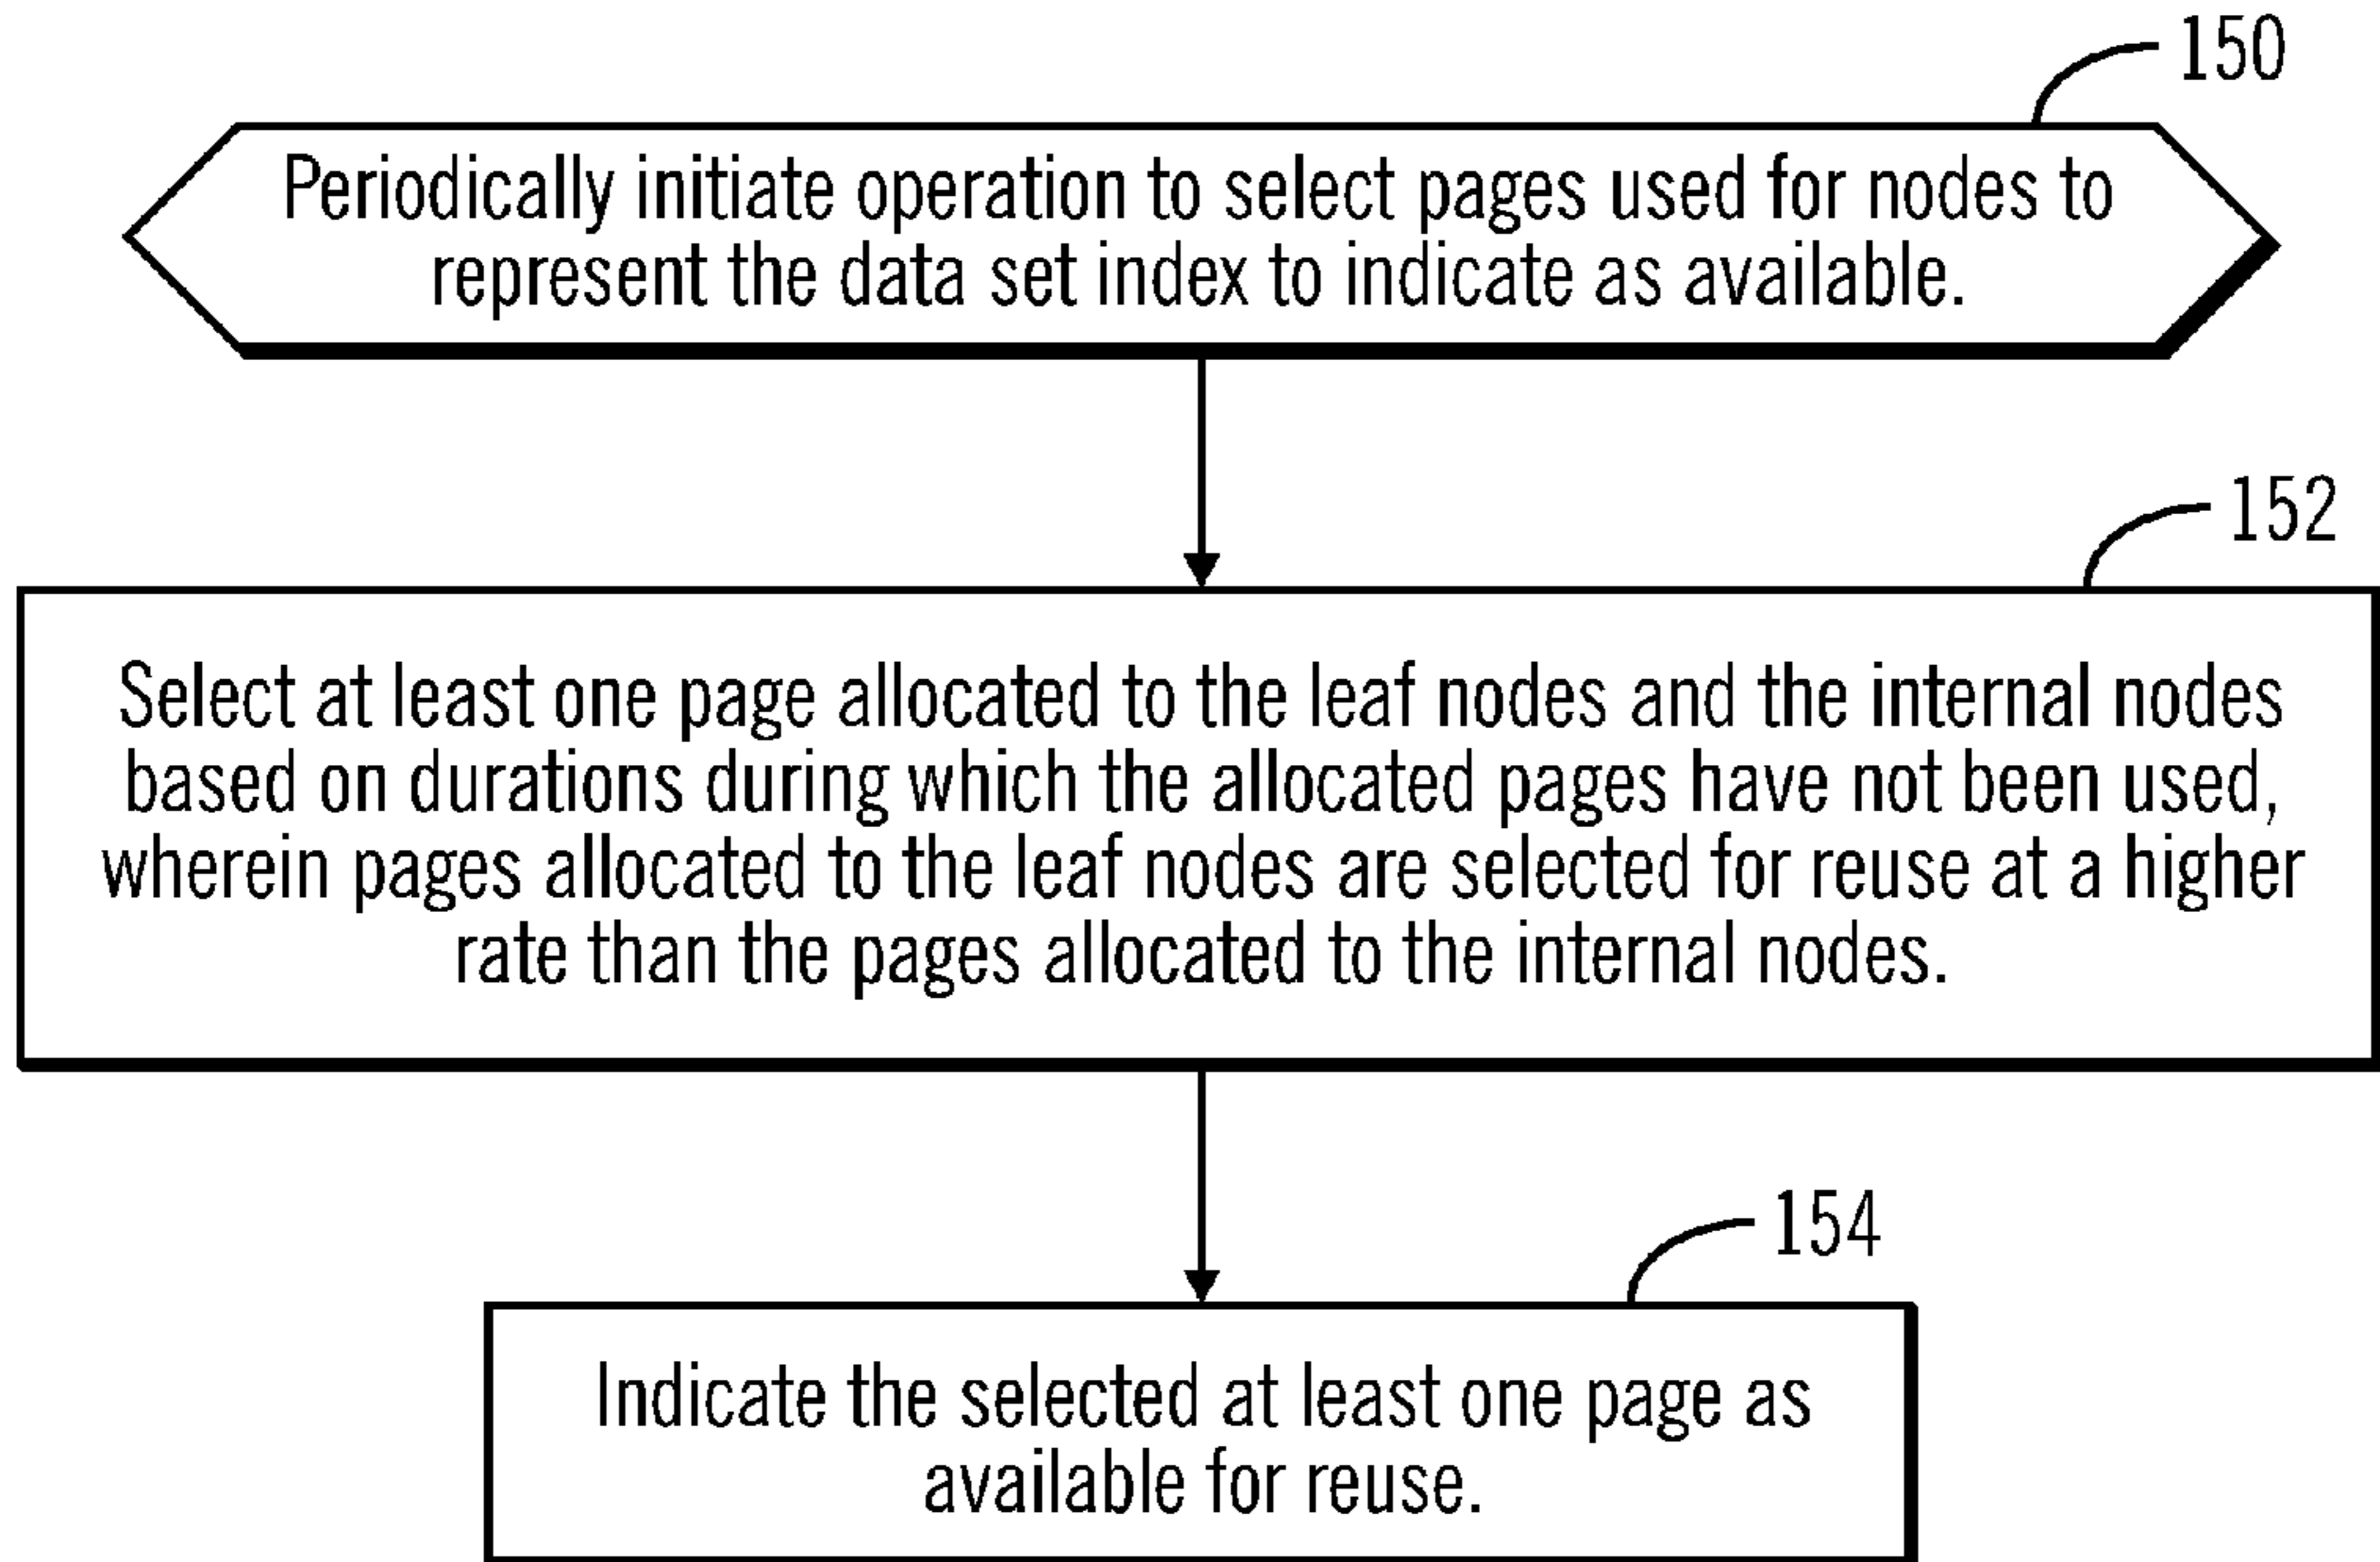 150
Periodically initiate operation to select pages used for nodes to
represent the data set index to indicate as available.
152
Select at least one page allocated to the leaf nodes and the internal nodes
based on durations during which the allocated pages have not been used,
wherein pages allocated to the leaf nodes are selected for reuse at a higher
rate than the pages allocated to the internal nodes.
154
Indicate the selected at least one page as
available for reuse.